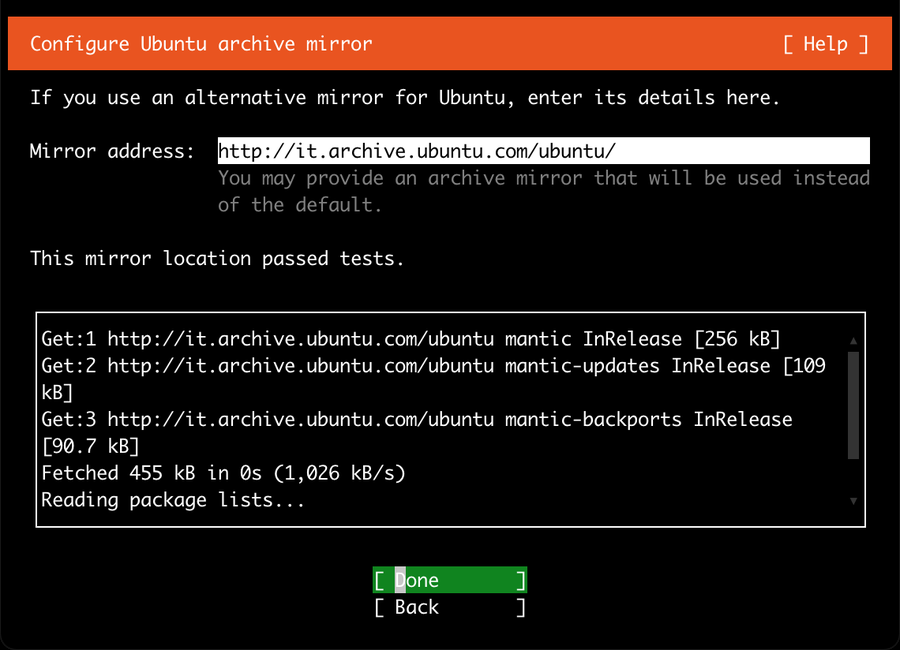 Configure Ubuntu archive mirror [ Help ]
If you use an alternative mirror for Ubuntu, enter its details here.
Mirror address: http://it.archive.ubuntu.com/ubuntu/
You may provide an archive mirror that will be used instead
of the default.
This mirror location passed tests.
Get:1 http://it.archive.ubuntu.com/ubuntu mantic InRelease [256 kB]
Get:2 http://it.archive.ubuntu.com/ubuntu mantic-updates InRelease [109
kB]
Get:3 http://it.archive.ubuntu.com/ubuntu mantic-backports InRelease
[90.7 kB]
Fetched 455 kB in 0s (1,026 kB/s)
Reading package lists...
[ Done ]
[ Back ]